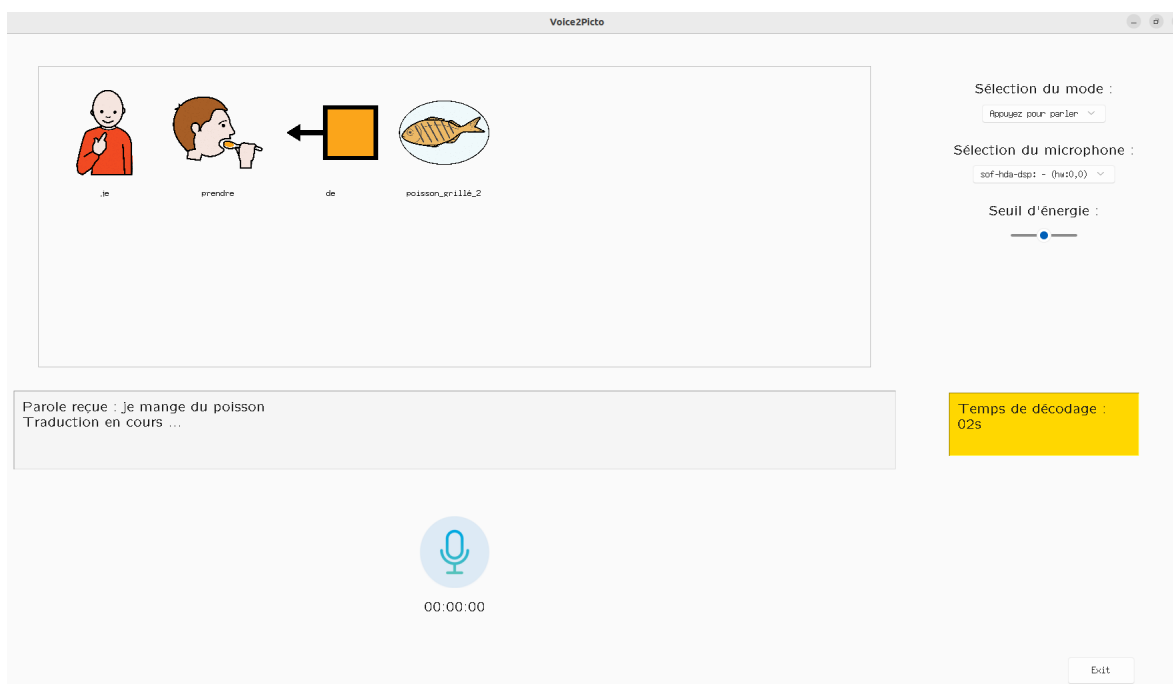 Voice2Picto
je
prendre
de
poisson_grillé_2
Sélection du mode :
Appuyez pour parler
Sélection du microphone :
sof-hda-dsp: - (hw:0,0)
Seuil d'énergie :
Parole reçue : je mange du poisson
Traduction en cours ...
Temps de décodage :
02s
00:00:00
Exit